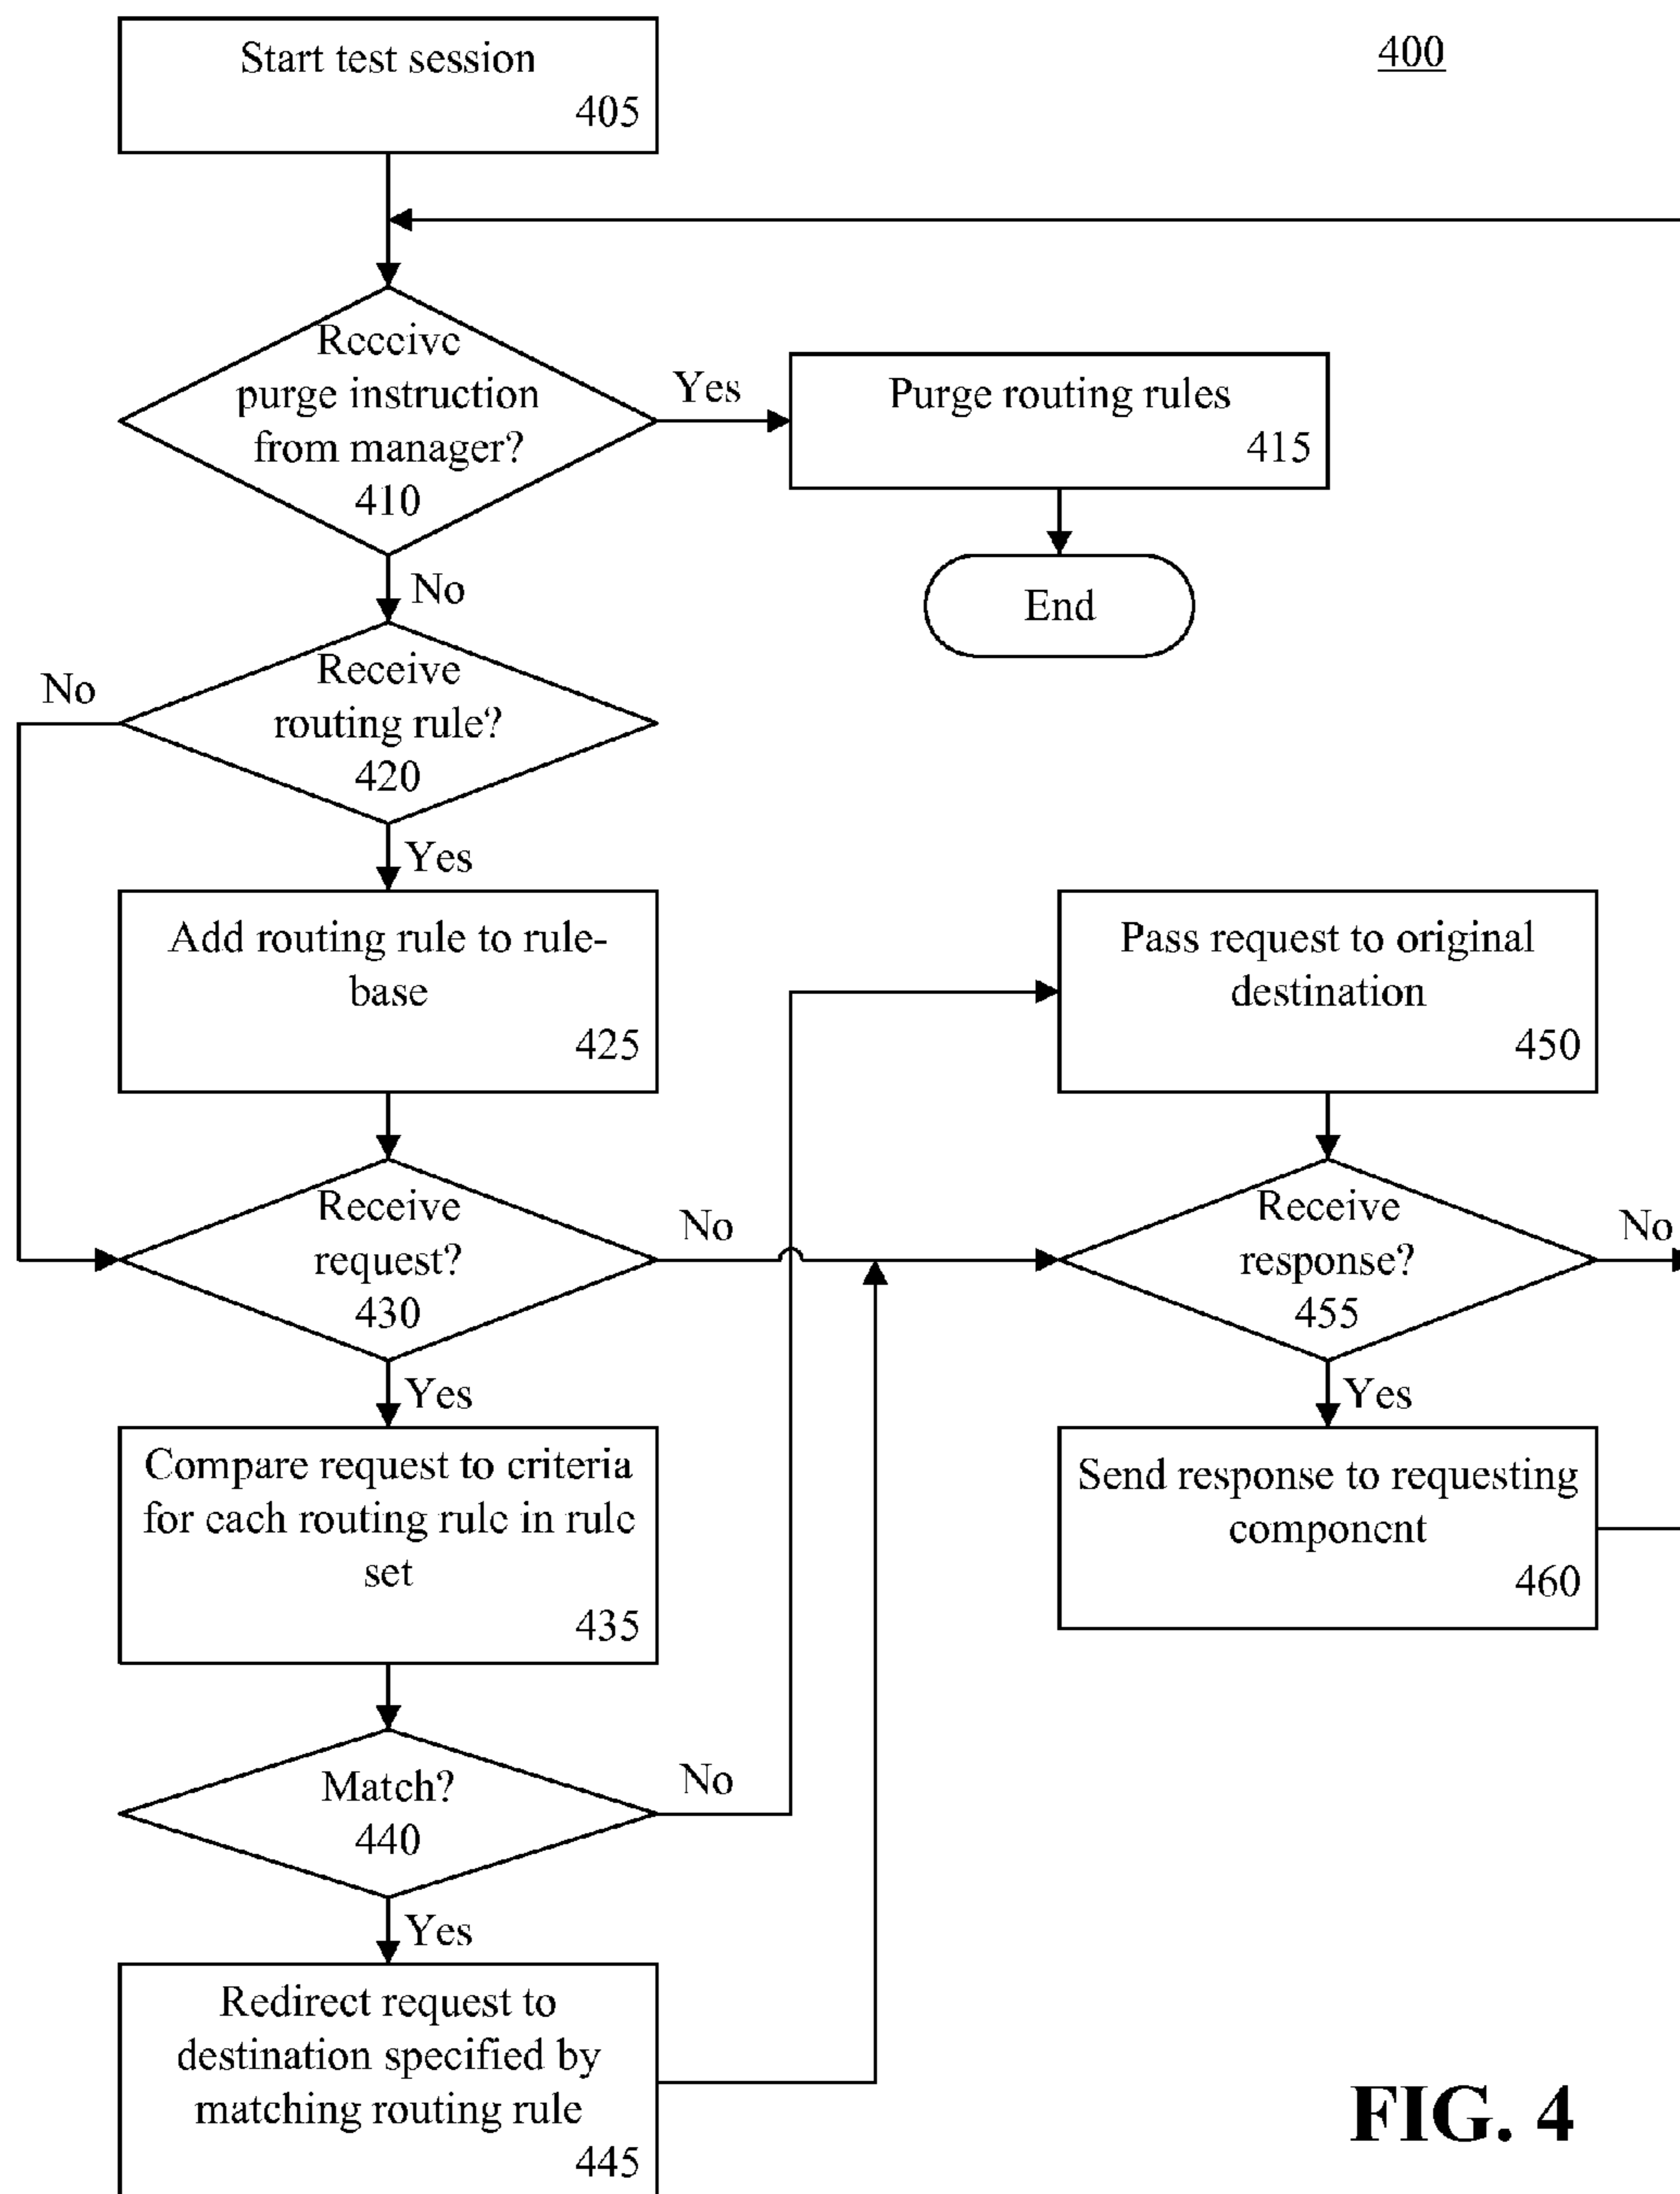 Start test session
405
400
Receive
purge instruction
from manager?
410
Yes
Purge routing rules
415
No
End
Receive
routing rule?
420
No
Yes
Add routing rule to rule-
base
425
Pass request to original
destination
450
Receive
request?
430
No
Receive
response?
455
No
Yes
Yes
Compare request to criteria
for each routing rule in rule
set
435
Send response to requesting
component
460
Match?
440
No
Yes
Redirect request to
destination specified by
matching routing rule
445
FIG. 4